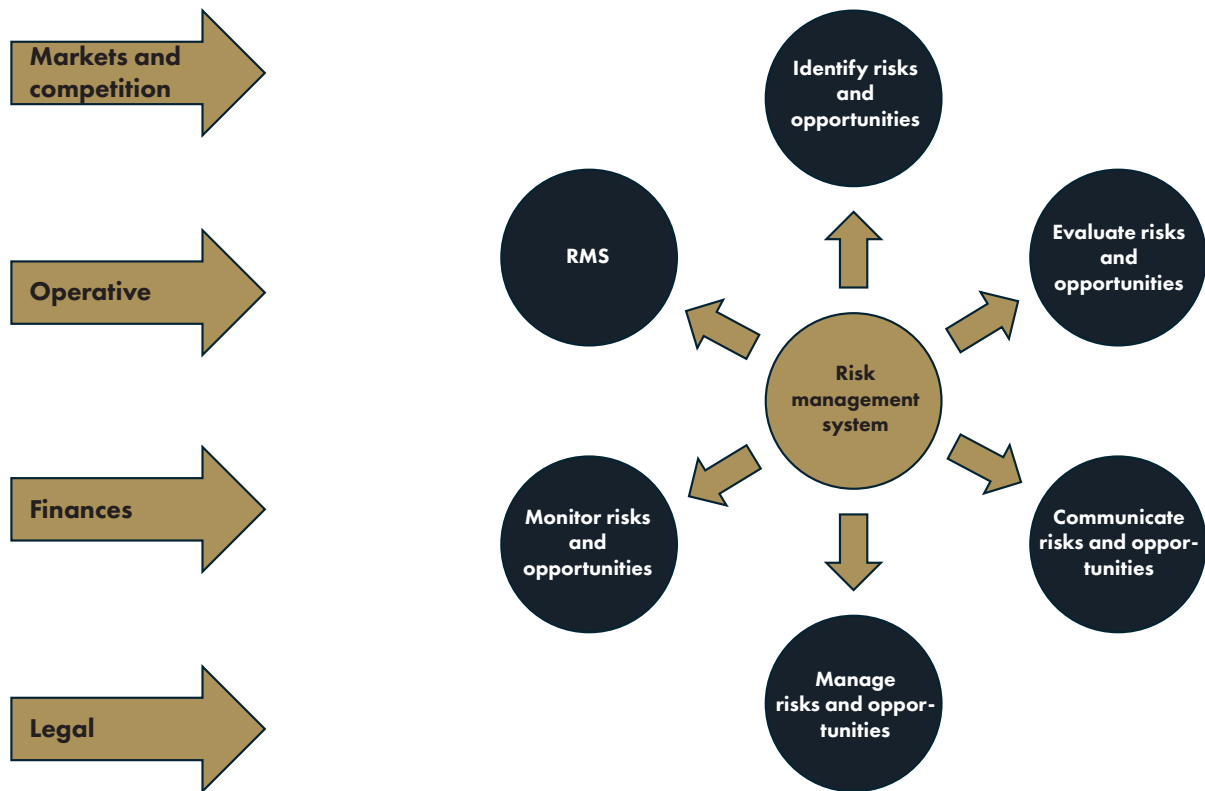 Markets and
competition
Operative
Finances
Legal
Identify risks
and
opportunities
RMS
Evaluate risks
and
opportunities
Risk
management
system
Monitor risks
and
opportunities
Communicate
risks and oppor-
tunities
Manage
risks and oppor-
tunities